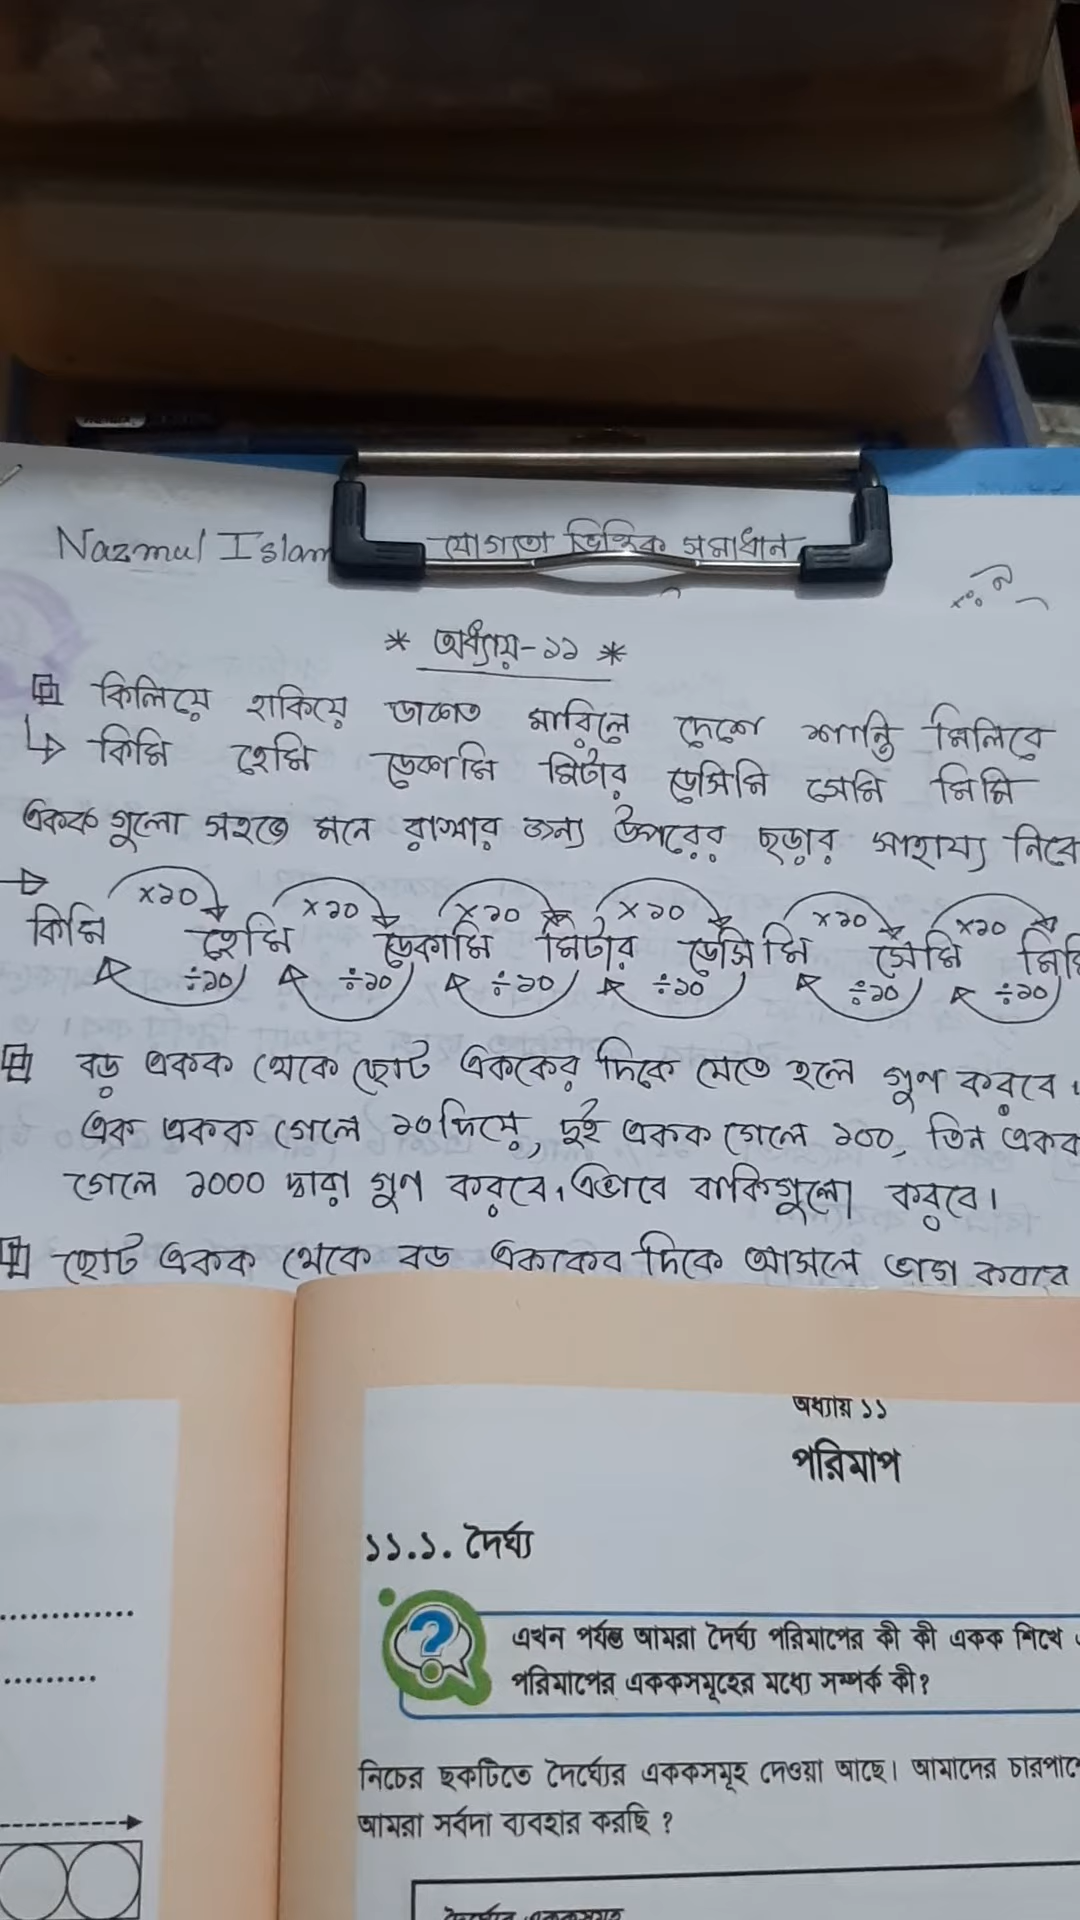 Nazmul Islam
যোগ্যতা ভিত্তিক সমাধান
* অধ্যায়-১১ *
কিলিয়ে হাকিয়ে ডাকাত মারিলে দেশে শান্তি মিলিবে
কিমি হেমি ডেকামি মিটার ডেসিমি সেমি মিমি
একক গুলো সহজে মনে রাখার জন্য উপরের ছড়ার সাহায্য নিবে
×১০ ×১০ ×১০ ×১০ ×১০ ×১০
কিমি হেমি ডেকামি মিটার ডেসিমি সেমি মিমি
÷১০ ÷১০ ÷১০ ÷১০ ÷১০ ÷১০
বড় একক থেকে ছোট এককের দিকে যেতে হলে গুণ করবে।
এক একক গেলে ১০ দিয়ে, দুই একক গেলে ১০০, তিন একক
গেলে ১০০০ দ্বারা গুণ করবে। এভাবে বাকিগুলো করবে।
ছোট একক থেকে বড় এককের দিকে আসলে ভাগ করবে
অধ্যায় ১১
পরিমাপ
১১.১. দৈর্ঘ্য
এখন পর্যন্ত আমরা দৈর্ঘ্য পরিমাপের কী কী একক শিখে
পরিমাপের এককসমূহের মধ্যে সম্পর্ক কী?
নিচের ছকটিতে দৈর্ঘ্যের এককসমূহ দেওয়া আছে। আমাদের চারপাশে
আমরা সর্বদা ব্যবহার করছি ?
দৈর্ঘ্যের এককসমূহ